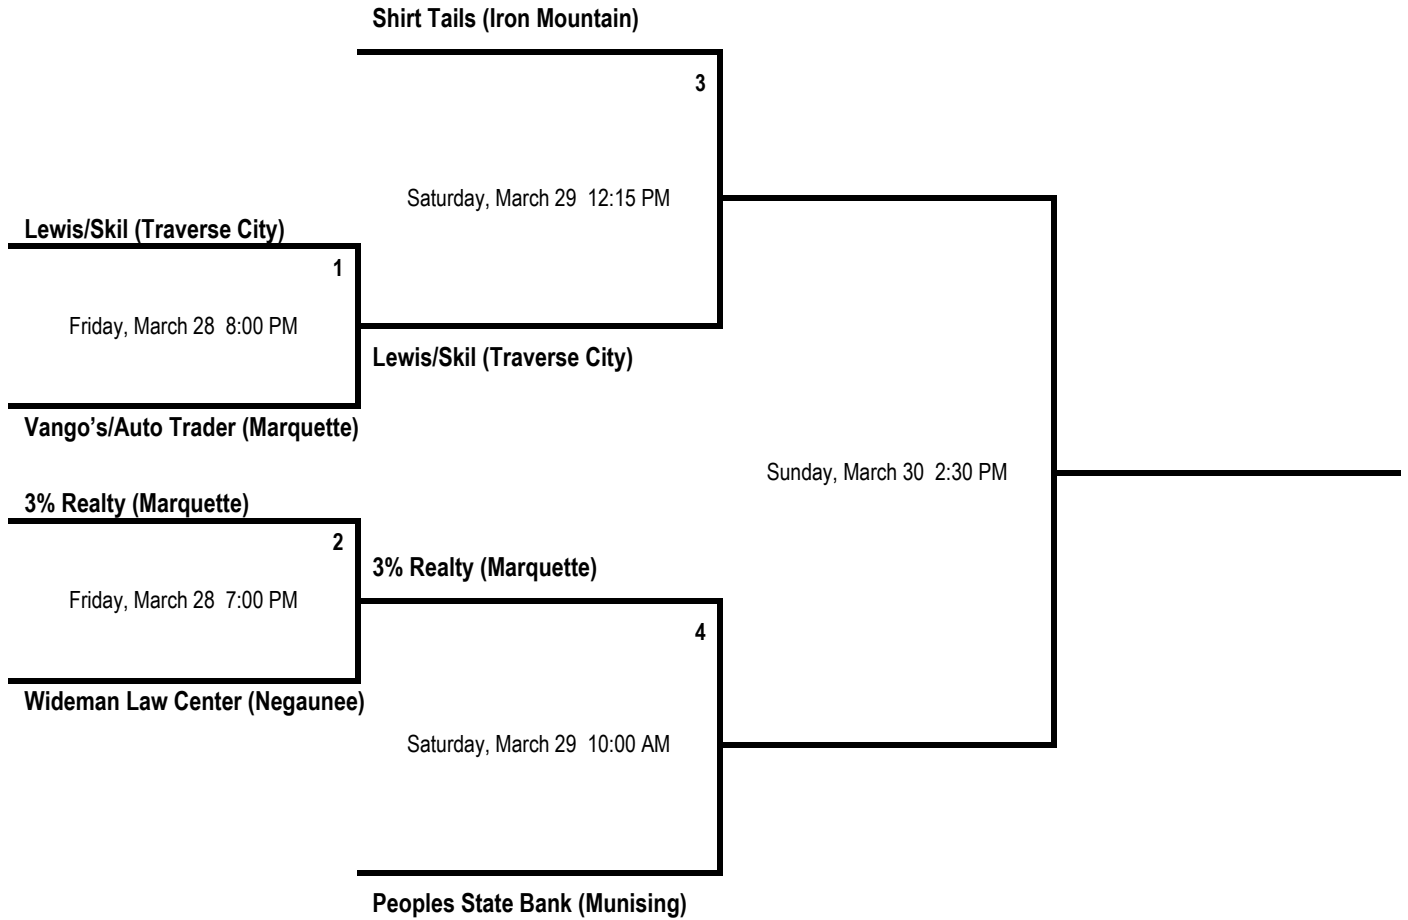 Shirt Tails (Iron Mountain)
3
Saturday, March 29 12:15 PM
Lewis/Skil (Traverse City)
1
Friday, March 28 8:00 PM
Lewis/Skil (Traverse City)
Vango’s/Auto Trader (Marquette)
Sunday, March 30 2:30 PM
3% Realty (Marquette)
2
3% Realty (Marquette)
Friday, March 28 7:00 PM
4
Wideman Law Center (Negaunee)
Saturday, March 29 10:00 AM
Peoples State Bank (Munising)